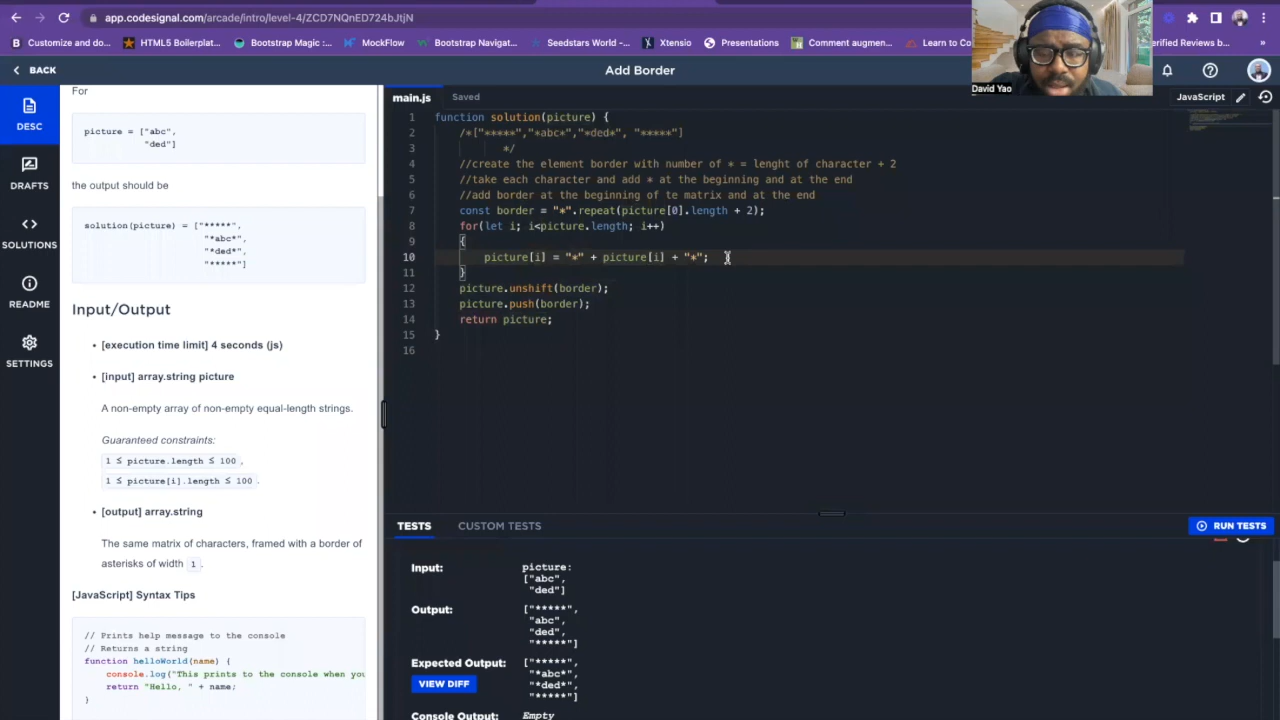 app.codesignal.com/arcade/intro/level-4/ZCD7NQnED724bJtjN
Customize and do...
HTML5 Boilerplat...
Bootstrap Magic :...
MockFlow
Bootstrap Navigat...
Seedstars World -...
Xtensio
Presentations
Comment augmen...
Learn to Co
erified Reviews b...
»
David Yao
BACK
Add Border
DESC
DRAFTS
SOLUTIONS
README
SETTINGS
For
picture = ["abc",
"ded"]
the output should be
solution(picture) = ["*****",
"*abc*",
"*ded*",
"*****"]
Input/Output
• [execution time limit] 4 seconds (js)
• [input] array.string picture
A non-empty array of non-empty equal-length strings.
Guaranteed constraints:
1 ≤ picture.length ≤ 100,
1 ≤ picture[i].length ≤ 100.
• [output] array.string
The same matrix of characters, framed with a border of
asterisks of width 1.
[JavaScript] Syntax Tips
// Prints help message to the console
// Returns a string
function helloWorld(name) {
console.log("This prints to the console when you
return "Hello, " + name;
}
main.js
Saved
JavaScript
1 function solution(picture) {
2 /*["*****","*abc*","*ded*", "*****"]
3 */
4 //create the element border with number of * = lenght of character + 2
5 //take each character and add * at the beginning and at the end
6 //add border at the beginning of te matrix and at the end
7 const border = "*".repeat(picture[0].length + 2);
8 for(let i; i<picture.length; i++)
9 {
10 picture[i] = "*" + picture[i] + "*";
11 }
12 picture.unshift(border);
13 picture.push(border);
14 return picture;
15 }
16
TESTS
CUSTOM TESTS
RUN TESTS
Input:
picture:
["abc",
"ded"]
Output:
["*****",
"abc",
"ded",
"*****"]
Expected Output:
["*****",
"*abc*",
"*ded*",
"*****"]
VIEW DIFF
Console Output:
Empty